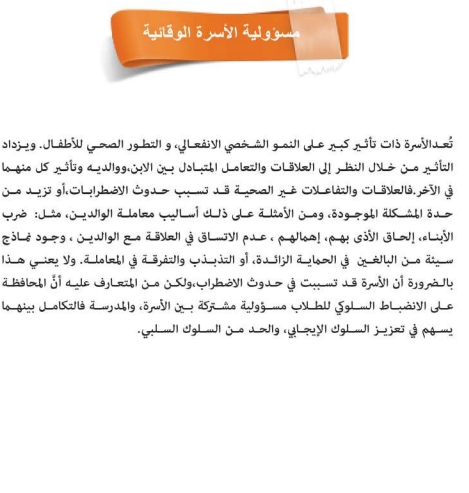 مسؤولية الأسرة الوقائية
تُعدالأسرة ذات تأثير كبير على النمو الشخصي الانفعالي، و التطور الصحي للأطفال. ويزداد
التأثير من خلال النظر إلى العلاقات والتعامل المتبادل بين الابن،ووالديه وتأثير كل منهما
في الآخر.فالعلاقات والتفاعلات غير الصحية قد تسبب حدوث الاضطرابات،أو تزيد من
حدة المشكلة الموجودة، ومن الأمثلة على ذلك أساليب معاملة الوالدين، مثل: ضرب
الأبناء، إلحاق الأذى بهم، إهمالهم ، عدم الاتساق في العلاقة مع الوالدين ، وجود نماذج
سيئة من البالغين في الحماية الزائدة، أو التذبذب والتفرقة في المعاملة. ولا يعني هذا
بالضرورة أن الأسرة قد تسببت في حدوث الاضطراب،ولكن من المتعارف عليه أنَّ المحافظة
على الانضباط السلوكي للطلاب مسؤولية مشتركة بين الأسرة، والمدرسة فالتكامل بينهما
يسهم في تعزيز السلوك الإيجابي، والحد من السلوك السلبي.